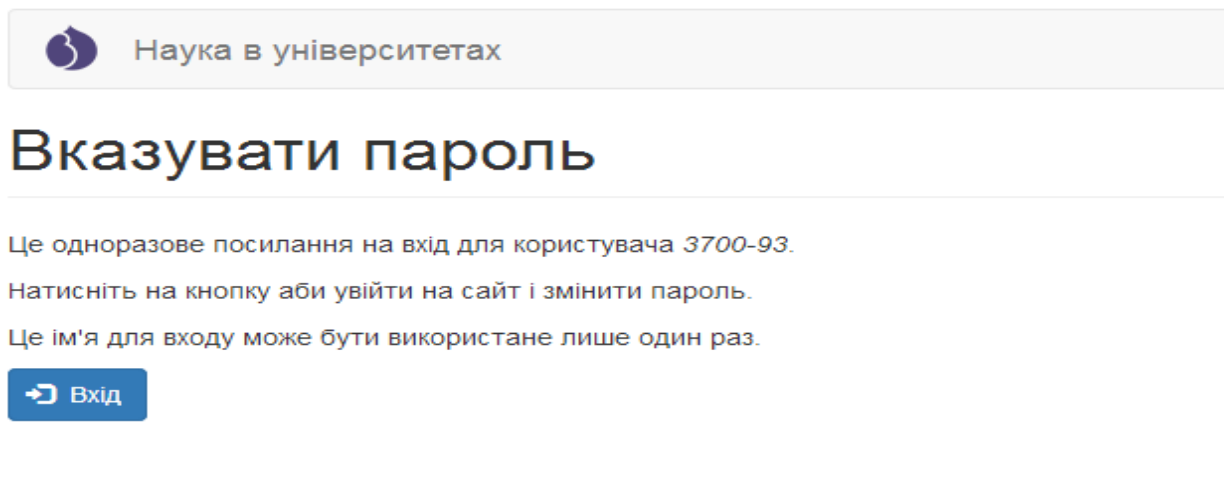 Наука в університетах
Вказувати пароль
Це одноразове посилання на вхід для користувача 3700-93.
Натисніть на кнопку аби увійти на сайт і змінити пароль.
Це ім'я для входу може бути використане лише один раз.
Вхід